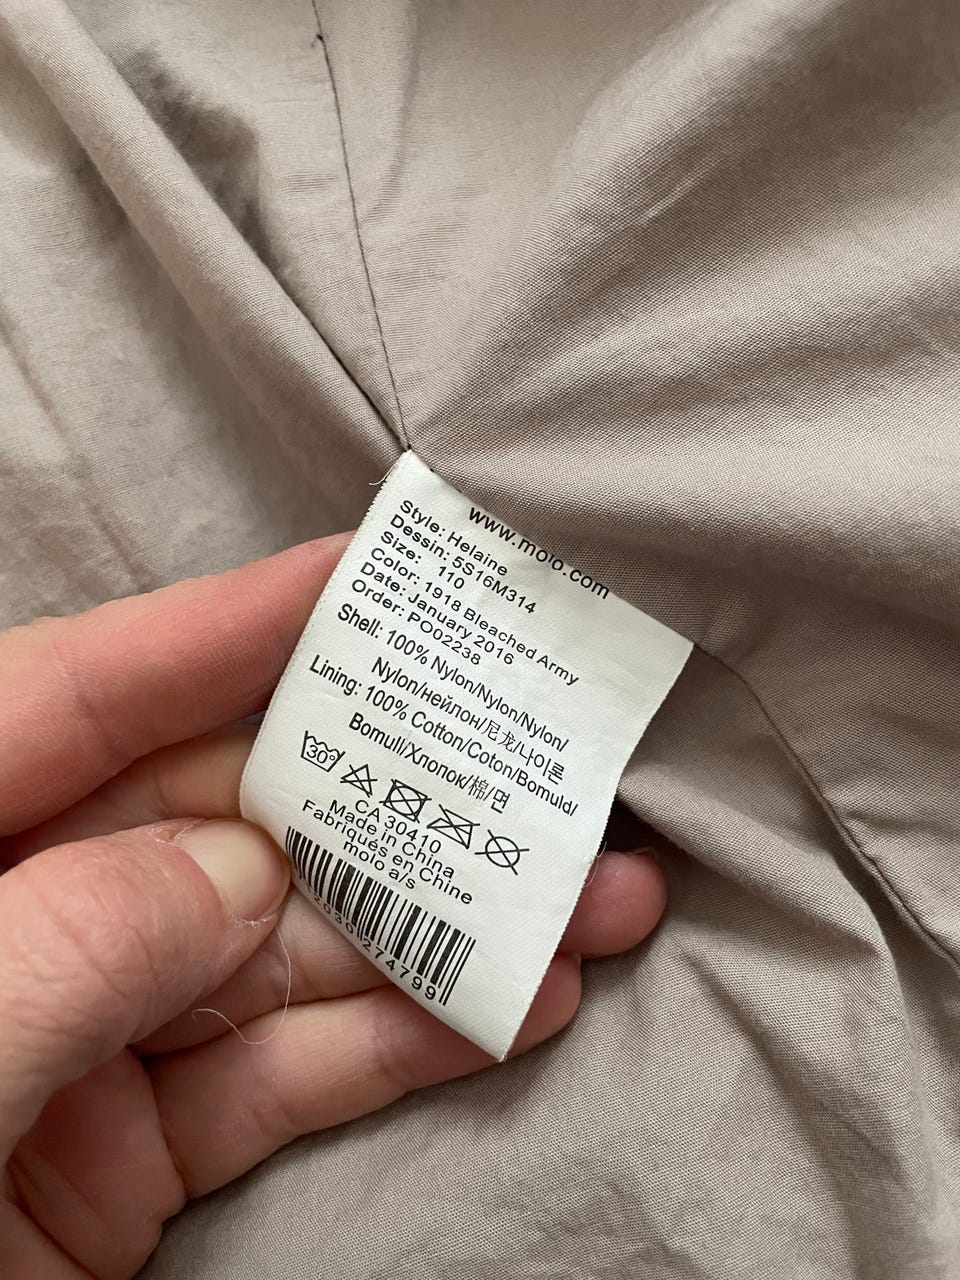 www.molo.com
Style: Helaine
Dessin: 5S16M314
Size: 110
Color: 1918 Bleached Army
Date: January 2016
Order: PO02238
Shell: 100% Nylon/Nylon/Nylon/
Nylon/нейлон/尼龙/나이론
Lining: 100% Cotton/Coton/Bomuld/
Bomull/Хлопок/棉/면
30°
CA 30410
Made in China
Fabriqués en Chine
molo a/s
274799